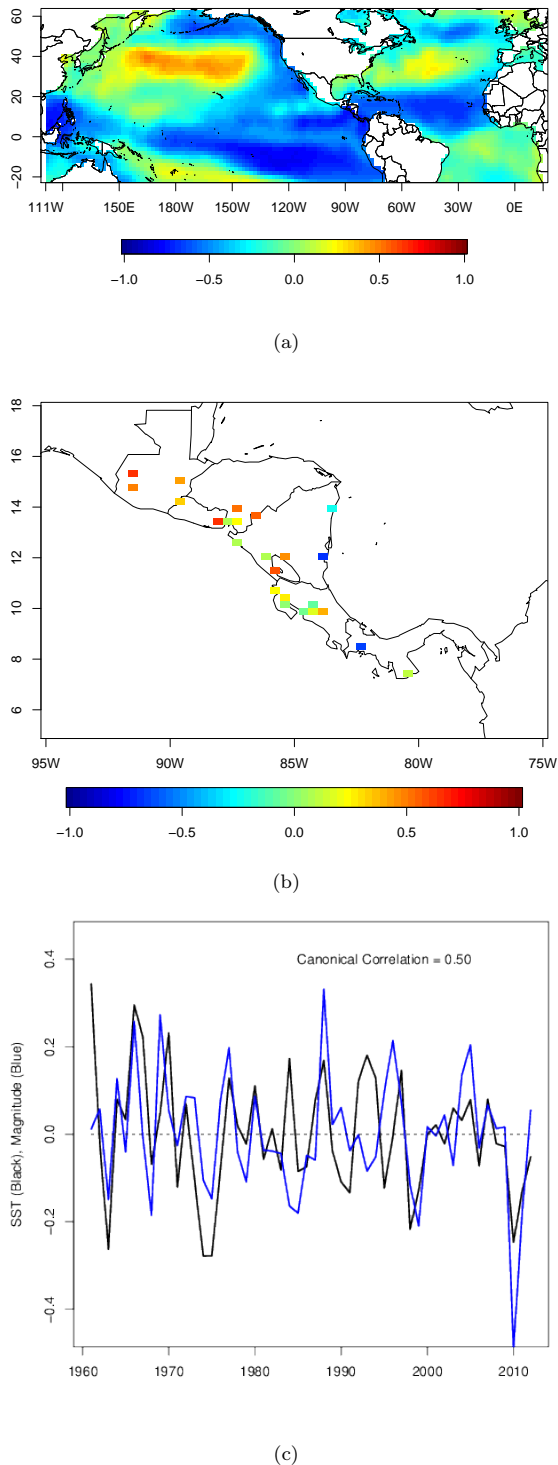 60
40
20
0
−20
111W 150E 180W 150W 120W 90W 60W 30W 0E
−1.0 −0.5 0.0 0.5 1.0
(a)
18
16
14
12
10
8
6
95W 90W 85W 80W 75W
−1.0 −0.5 0.0 0.5 1.0
(b)
Canonical Correlation = 0.50
SST (Black), Magnitude (Blue)
0.4
0.2
0.0
−0.2
−0.4
1960 1970 1980 1990 2000 2010
(c)